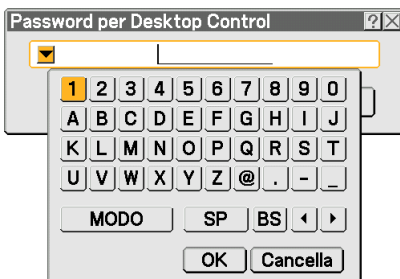 Password per Desktop Control ? X
1 2 3 4 5 6 7 8 9 0
A B C D E F G H I J
K L M N O P Q R S T
U V W X Y Z @ . - _
MODO SP BS
OK Cancella